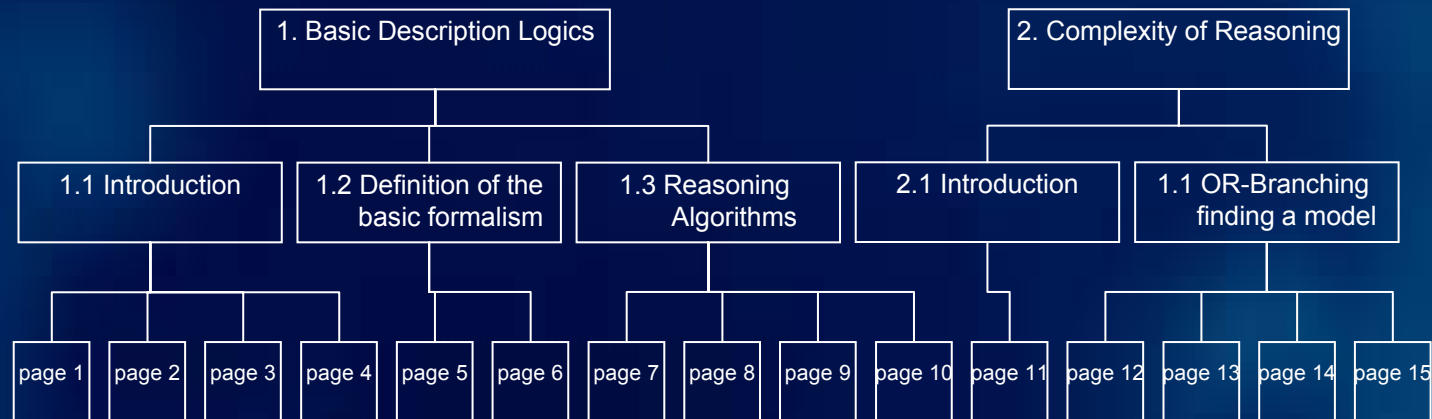 1. Basic Description Logics
2. Complexity of Reasoning
1.1 Introduction
1.2 Definition of the
basic formalism
1.3 Reasoning
Algorithms
2.1 Introduction
1.1 OR-Branching
finding a model
page 1
page 2
page 3
page 4
page 5
page 6
page 7
page 8
page 9
page 10
page 11
page 12
page 13
page 14
page 15